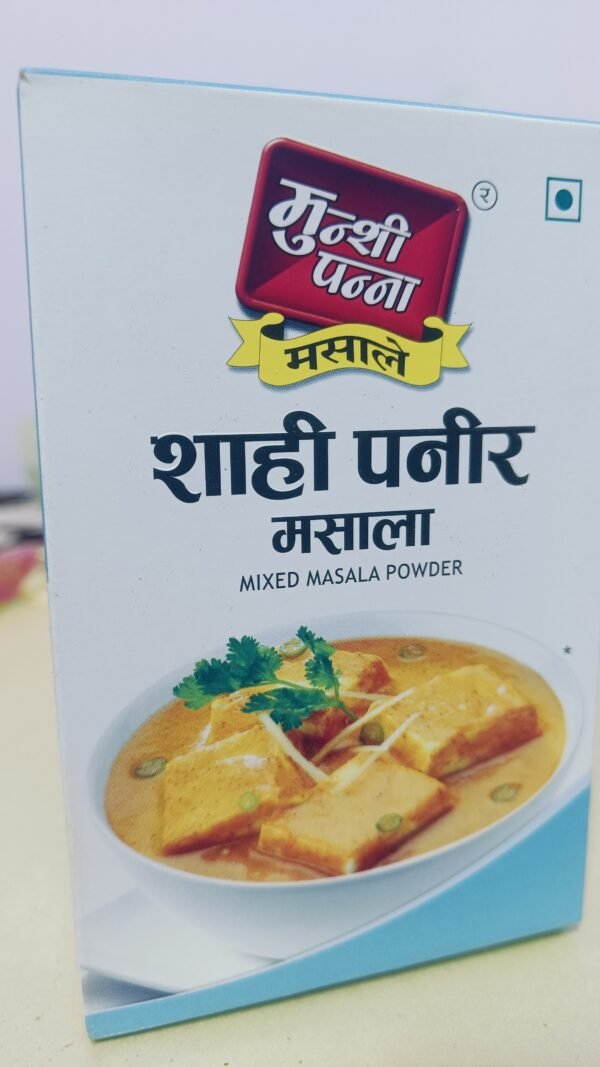 मुन्शी
पन्ना
र
मसाले
शाही पनीर
मसाला
MIXED MASALA POWDER
*